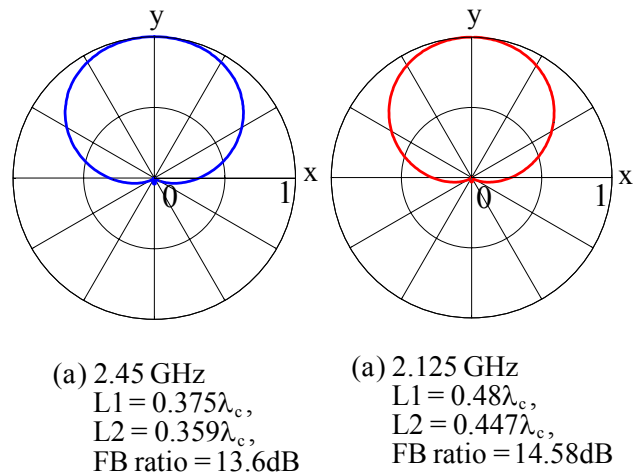 y
x
0
1
y
x
0
1
(a) 2.45 GHz
L1 = 0.375λc,
L2 = 0.359λc,
FB ratio = 13.6dB
(a) 2.125 GHz
L1 = 0.48λc,
L2 = 0.447λc,
FB ratio = 14.58dB